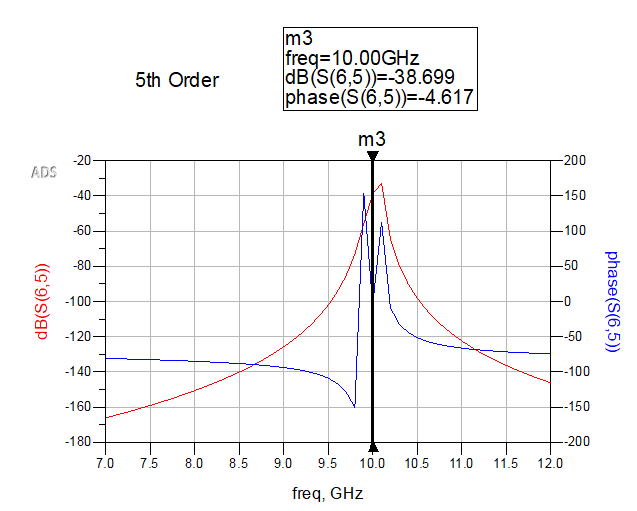 m3
freq=10.00GHz
dB(S(6,5))=-38.699
phase(S(6,5))=-4.617
5th Order
m3
ADS
-20
-40
-60
-80
-100
-120
-140
-160
-180
200
150
100
50
0
-50
-100
-150
-200
dB(S(6,5))
phase(S(6,5))
7.0 7.5 8.0 8.5 9.0 9.5 10.0 10.5 11.0 11.5 12.0
freq, GHz